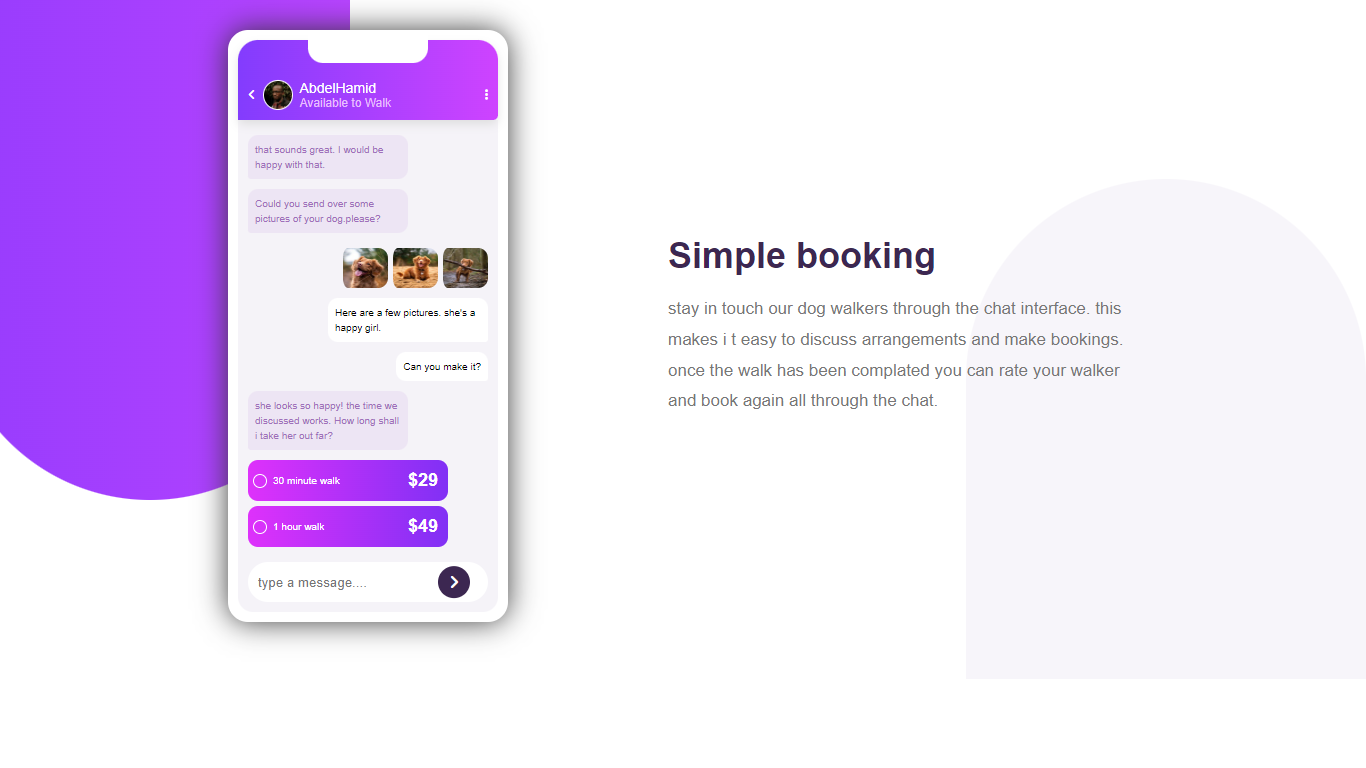 AbdelHamid
Available to Walk
that sounds great. I would be
happy with that.
Could you send over some
pictures of your dog.please?
Here are a few pictures. she's a
happy girl.
Can you make it?
she looks so happy! the time we
discussed works. How long shall
i take her out far?
30 minute walk $29
1 hour walk $49
type a message....
Simple booking
stay in touch our dog walkers through the chat interface. this
makes i t easy to discuss arrangements and make bookings.
once the walk has been complated you can rate your walker
and book again all through the chat.